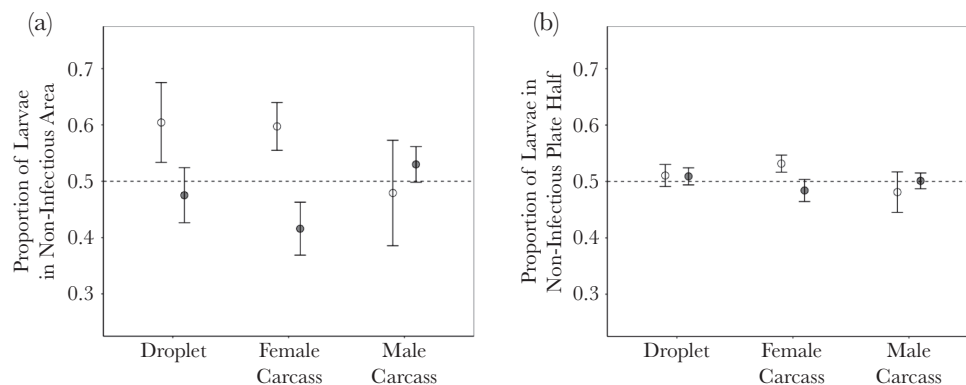 (a)
Proportion of Larvae
in Non-Infectious Area
0.7
0.6
0.5
0.4
0.3
Droplet
Female
Carcass
Male
Carcass
(b)
Proportion of Larvae in
Non-Infectious Plate Half
0.7
0.6
0.5
0.4
0.3
Droplet
Female
Carcass
Male
Carcass